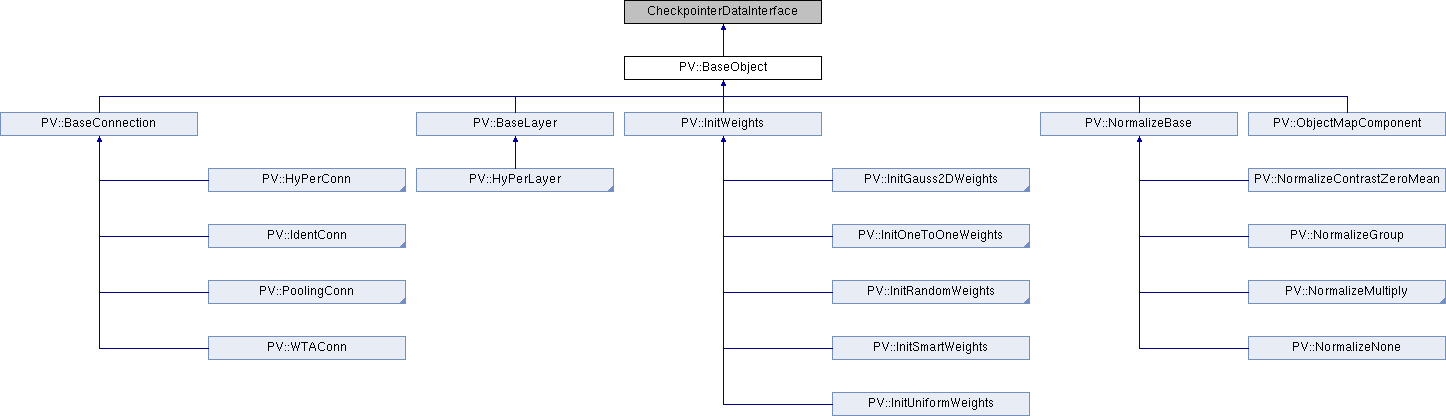 CheckpointerDataInterface
PV::BaseObject
PV::BaseConnection
PV::BaseLayer
PV::InitWeights
PV::NormalizeBase
PV::ObjectMapComponent
PV::HyPerConn
PV::HyPerLayer
PV::InitGauss2DWeights
PV::NormalizeContrastZeroMean
PV::IdentConn
PV::InitOneToOneWeights
PV::NormalizeGroup
PV::PoolingConn
PV::InitRandomWeights
PV::NormalizeMultiply
PV::WTAConn
PV::InitSmartWeights
PV::NormalizeNone
PV::InitUniformWeights